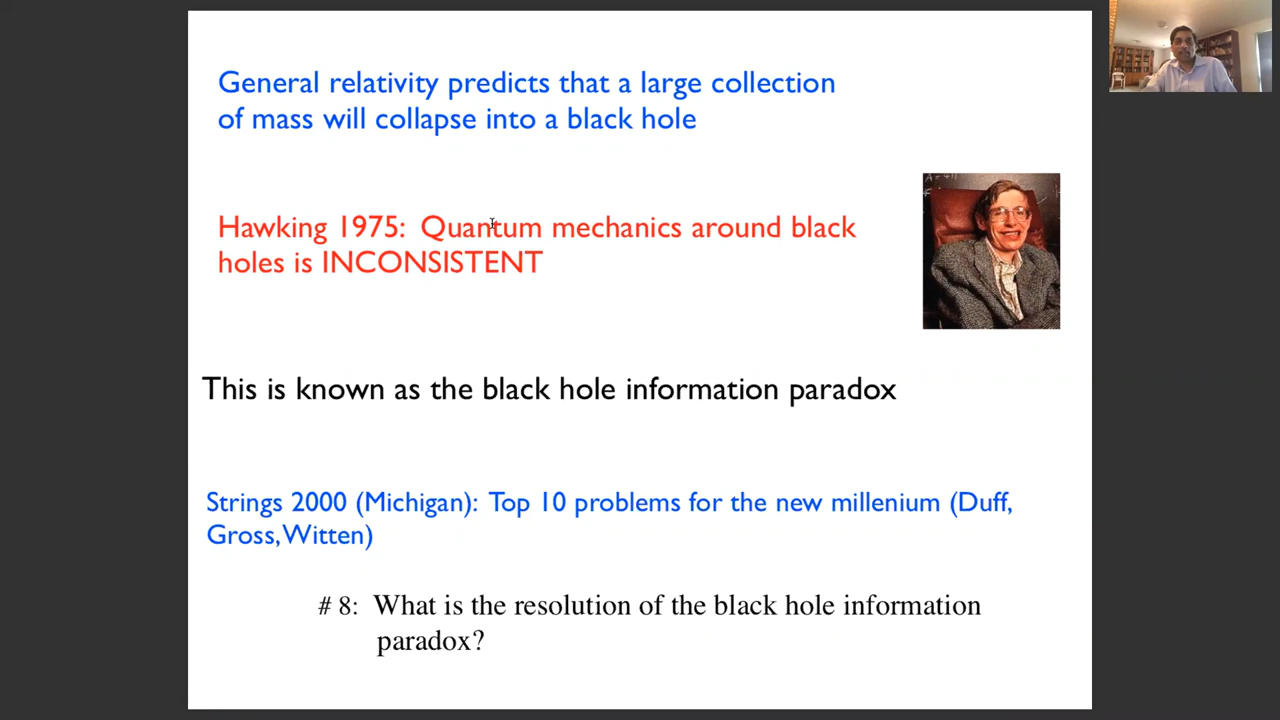 General relativity predicts that a large collection
of mass will collapse into a black hole
Hawking 1975: Quantum mechanics around black
holes is INCONSISTENT
This is known as the black hole information paradox
Strings 2000 (Michigan): Top 10 problems for the new millenium (Duff,
Gross, Witten)
# 8: What is the resolution of the black hole information
paradox?